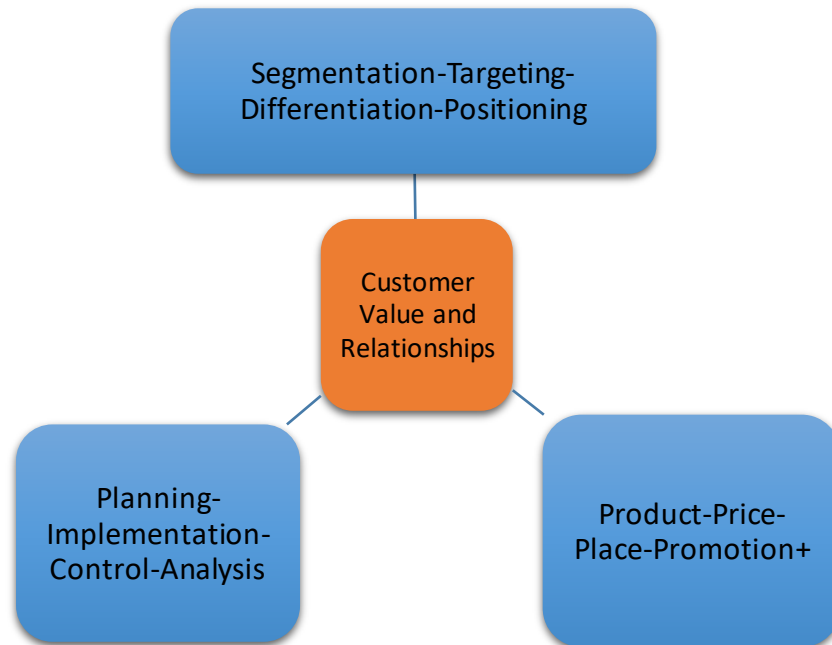 Segmentation-Targeting-
Differentiation-Positioning
Customer
Value and
Relationships
Planning-
Implementation-
Control-Analysis
Product-Price-
Place-Promotion+